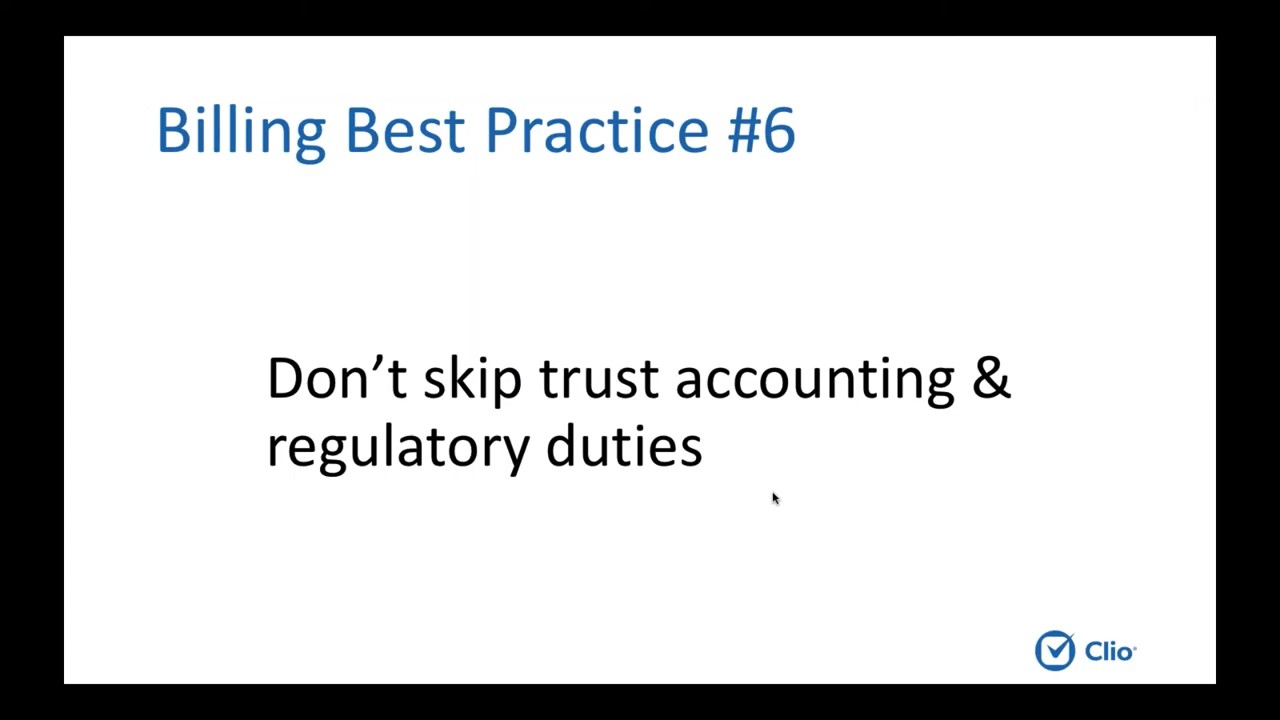 Billing Best Practice #6
Don’t skip trust accounting &
regulatory duties
Clio